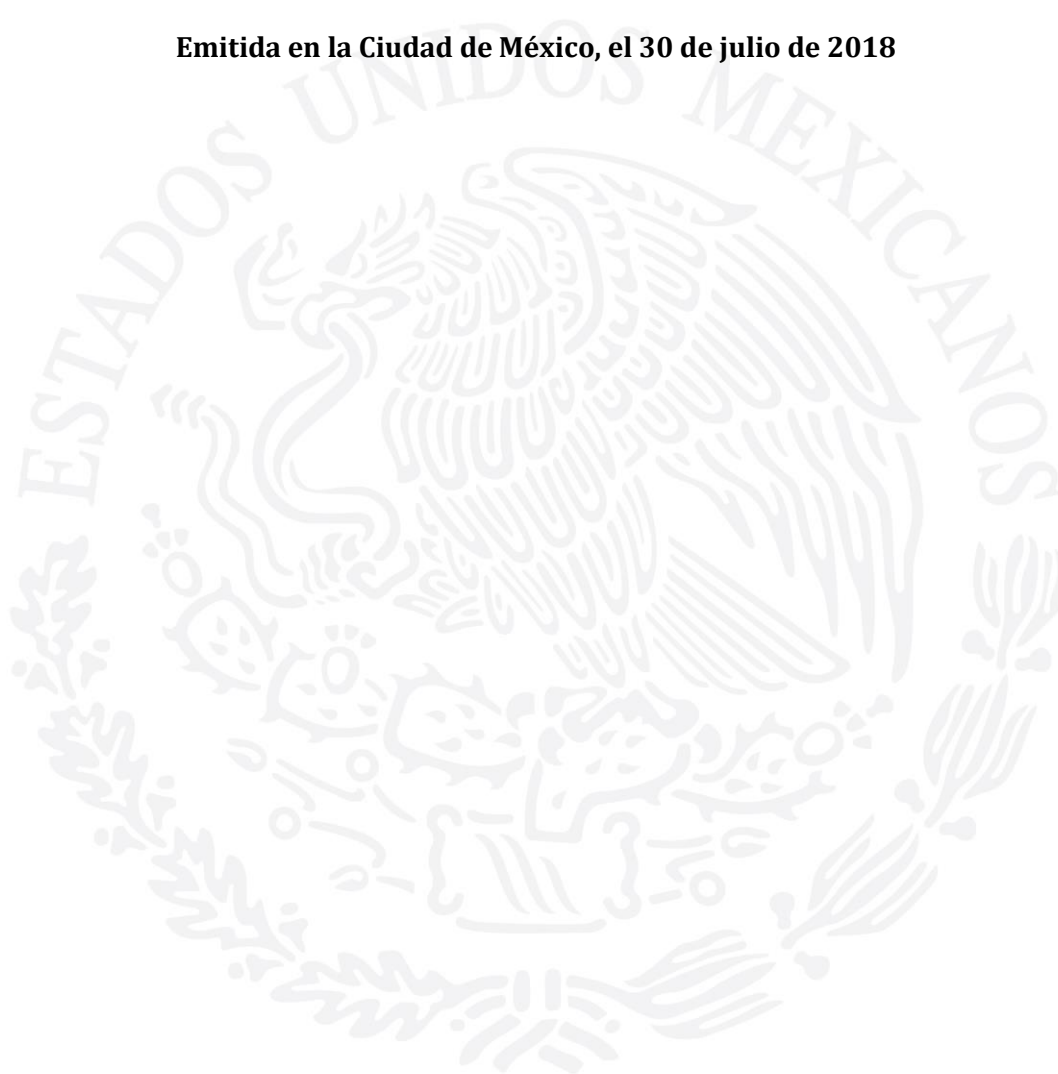 Emitida en la Ciudad de México, el 30 de julio de 2018
ESTADOS UNIDOS MEXICANOS